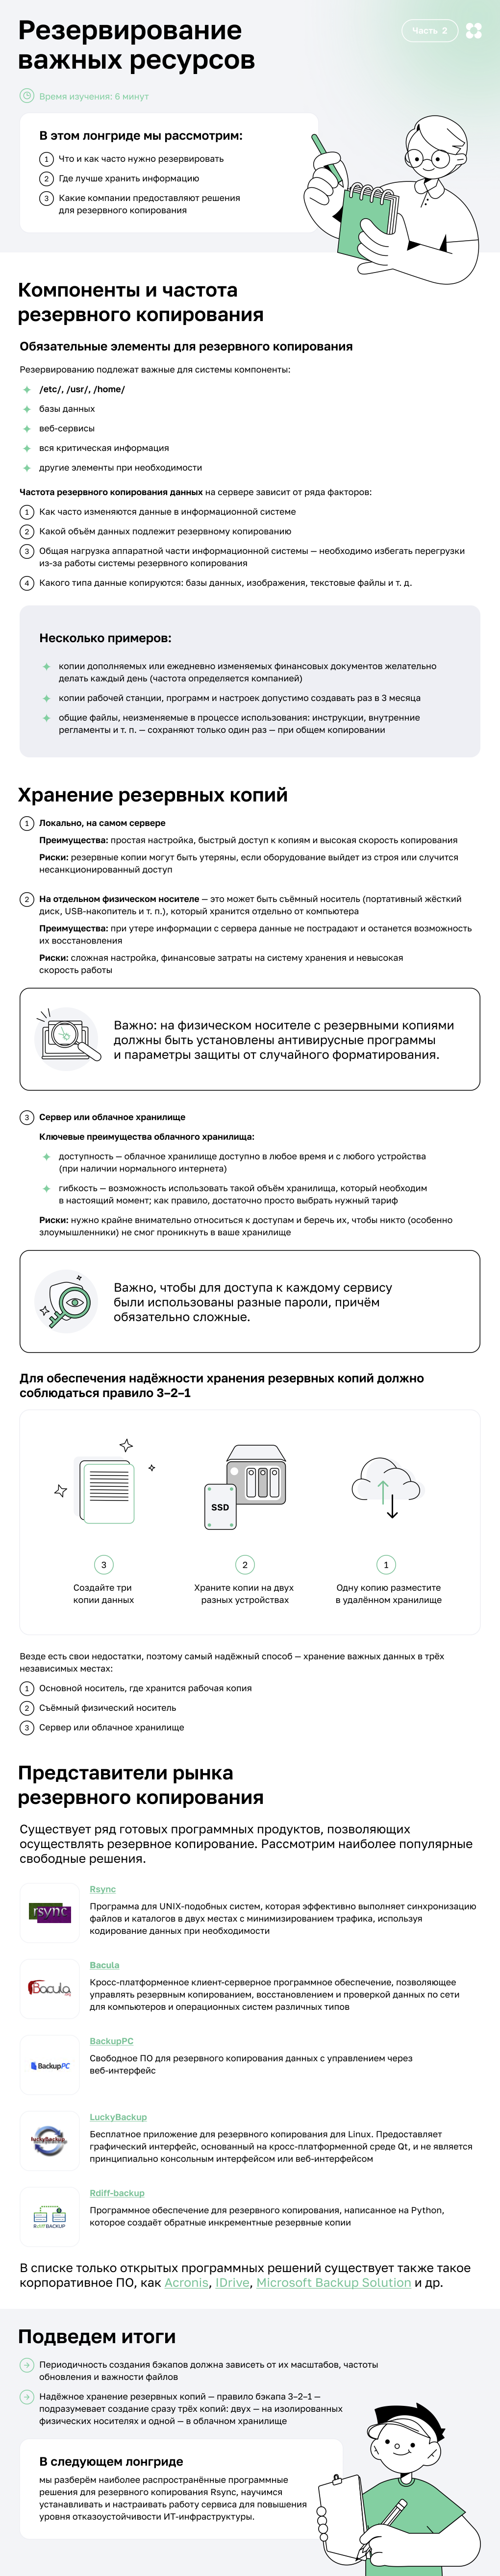 Резервирование
важных ресурсов
Часть 2
Время изучения: 6 минут
В этом лонгриде мы рассмотрим:
1 Что и как часто нужно резервировать
2 Где лучше хранить информацию
3 Какие компании предоставляют решения
для резервного копирования
Компоненты и частота
резервного копирования
Обязательные элементы для резервного копирования
Резервированию подлежат важные для системы компоненты:
/etc/, /usr/, /home/
базы данных
веб-сервисы
вся критическая информация
другие элементы при необходимости
Частота резервного копирования данных на сервере зависит от ряда факторов:
1 Как часто изменяются данные в информационной системе
2 Какой объём данных подлежит резервному копированию
3 Общая нагрузка аппаратной части информационной системы — необходимо избегать перегрузки
из-за работы системы резервного копирования
4 Какого типа данные копируются: базы данных, изображения, текстовые файлы и т. д.
Несколько примеров:
копии дополняемых или ежедневно изменяемых финансовых документов желательно
делать каждый день (частота определяется компанией)
копии рабочей станции, программ и настроек допустимо создавать раз в 3 месяца
общие файлы, неизменяемые в процессе использования: инструкции, внутренние
регламенты и т. п. — сохраняют только один раз — при общем копировании
Хранение резервных копий
1 Локально, на самом сервере
Преимущества: простая настройка, быстрый доступ к копиям и высокая скорость копирования
Риски: резервные копии могут быть утеряны, если оборудование выйдет из строя или случится
несанкционированный доступ
2 На отдельном физическом носителе — это может быть съёмный носитель (портативный жёсткий
диск, USB-накопитель и т. п.), который хранится отдельно от компьютера
Преимущества: при утере информации с сервера данные не пострадают и останется возможность
их восстановления
Риски: сложная настройка, финансовые затраты на систему хранения и невысокая
скорость работы
Важно: на физическом носителе с резервными копиями
должны быть установлены антивирусные программы
и параметры защиты от случайного форматирования.
3 Сервер или облачное хранилище
Ключевые преимущества облачного хранилища:
доступность — облачное хранилище доступно в любое время и с любого устройства
(при наличии нормального интернета)
гибкость — возможность использовать такой объём хранилища, который необходим
в настоящий момент; как правило, достаточно просто выбрать нужный тариф
Риски: нужно крайне внимательно относиться к доступам и беречь их, чтобы никто (особенно
злоумышленники) не смог проникнуть в ваше хранилище
Важно, чтобы для доступа к каждому сервису
были использованы разные пароли, причём
обязательно сложные.
Для обеспечения надёжности хранения резервных копий должно
соблюдаться правило 3–2–1
SSD
3
Создайте три
копии данных
2
Храните копии на двух
разных устройствах
1
Одну копию разместите
в удалённом хранилище
Везде есть свои недостатки, поэтому самый надёжный способ — хранение важных данных в трёх
независимых местах:
1 Основной носитель, где хранится рабочая копия
2 Съёмный физический носитель
3 Сервер или облачное хранилище
Представители рынка
резервного копирования
Существует ряд готовых программных продуктов, позволяющих
осуществлять резервное копирование. Рассмотрим наиболее популярные
свободные решения.
rsync
Rsync
Программа для UNIX-подобных систем, которая эффективно выполняет синхронизацию
файлов и каталогов в двух местах с минимизированием трафика, используя
кодирование данных при необходимости
Bacula
Bacula
Кросс-платформенное клиент-серверное программное обеспечение, позволяющее
управлять резервным копированием, восстановлением и проверкой данных по сети
для компьютеров и операционных систем различных типов
BackupPC
BackupPC
Свободное ПО для резервного копирования данных с управлением через
веб-интерфейс
luckyBackup
LuckyBackup
Бесплатное приложение для резервного копирования для Linux. Предоставляет
графический интерфейс, основанный на кросс-платформенной среде Qt, и не является
принципиально консольным интерфейсом или веб-интерфейсом
RdiffBACKUP
Rdiff-backup
Программное обеспечение для резервного копирования, написанное на Python,
которое создаёт обратные инкрементные резервные копии
В списке только открытых программных решений существует также такое
корпоративное ПО, как Acronis, IDrive, Microsoft Backup Solution и др.
Подведем итоги
Периодичность создания бэкапов должна зависеть от их масштабов, частоты
обновления и важности файлов
Надёжное хранение резервных копий — правило бэкапа 3–2–1 —
подразумевает создание сразу трёх копий: двух — на изолированных
физических носителях и одной — в облачном хранилище
В следующем лонгриде
мы разберём наиболее распространённые программные
решения для резервного копирования Rsync, научимся
устанавливать и настраивать работу сервиса для повышения
уровня отказоустойчивости ИТ-инфраструктуры.